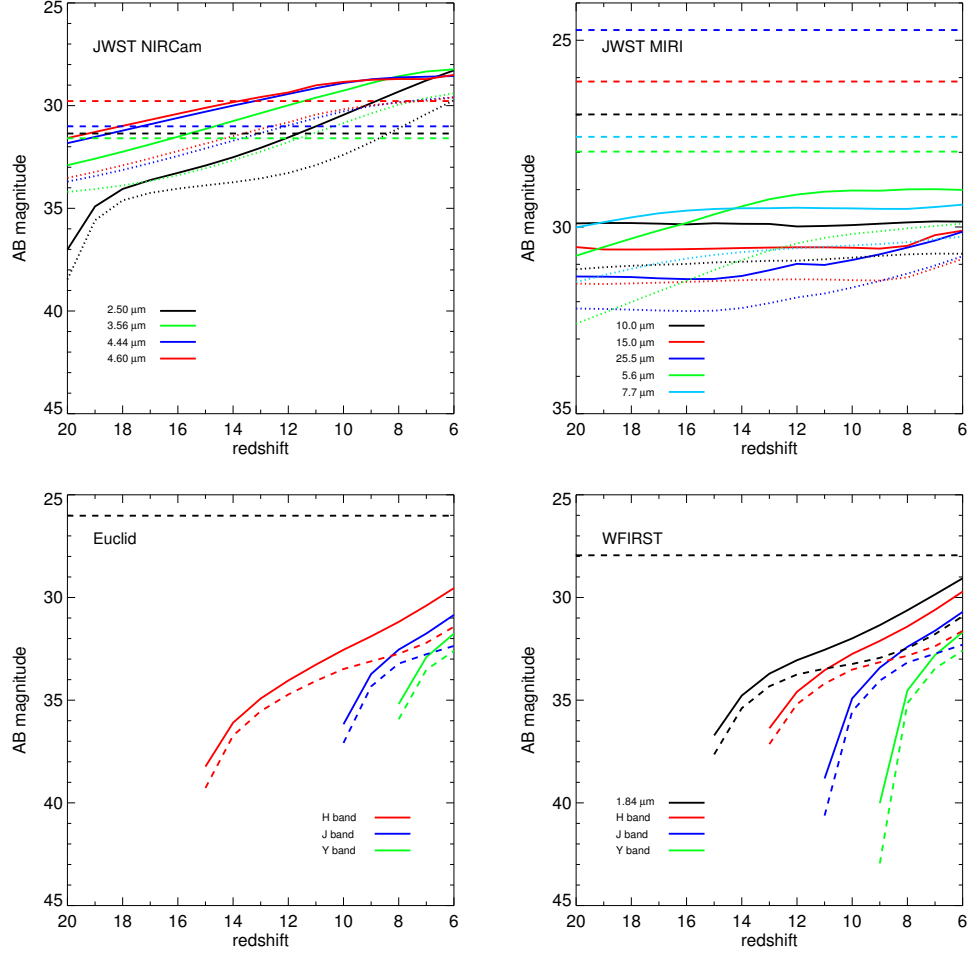 JWST NIRCam
25
30
35
40
45
AB magnitude
2.50 μm
3.56 μm
4.44 μm
4.60 μm
20 18 16 14 12 10 8 6
redshift
JWST MIRI
25
30
35
AB magnitude
10.0 μm
15.0 μm
25.5 μm
5.6 μm
7.7 μm
20 18 16 14 12 10 8 6
redshift
Euclid
25
30
35
40
45
AB magnitude
H band
J band
Y band
20 18 16 14 12 10 8 6
redshift
WFIRST
25
30
35
40
45
AB magnitude
1.84 μm
H band
J band
Y band
20 18 16 14 12 10 8 6
redshift